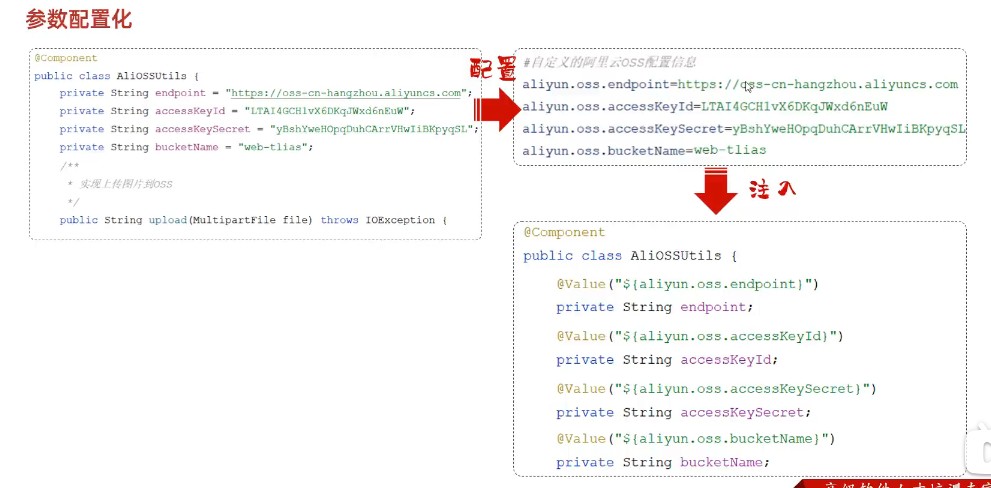 参数配置化
@Component
public class AliOSSUtils {
private String endpoint = "https://oss-cn-hangzhou.aliyuncs.com";
private String accessKeyId = "LTAI4GCH1vX6DKqJWxd6nEuW";
private String accessKeySecret = "yBshYweHOpqDuhCArrVHwIiBKpyqSL";
private String bucketName = "web-tlias";
/**
* 实现上传图片到OSS
*/
public String upload(MultipartFile file) throws IOException {
配置
#自定义的阿里云OSS配置信息
aliyun.oss.endpoint=https://oss-cn-hangzhou.aliyuncs.com
aliyun.oss.accessKeyId=LTAI4GCH1vX6DKqJWxd6nEuW
aliyun.oss.accessKeySecret=yBshYweHOpqDuhCArrVHwIiBKpyqSL
aliyun.oss.bucketName=web-tlias
注入
@Component
public class AliOSSUtils {
@Value("${aliyun.oss.endpoint}")
private String endpoint;
@Value("${aliyun.oss.accessKeyId}")
private String accessKeyId;
@Value("${aliyun.oss.accessKeySecret}")
private String accessKeySecret;
@Value("${aliyun.oss.bucketName}")
private String bucketName;